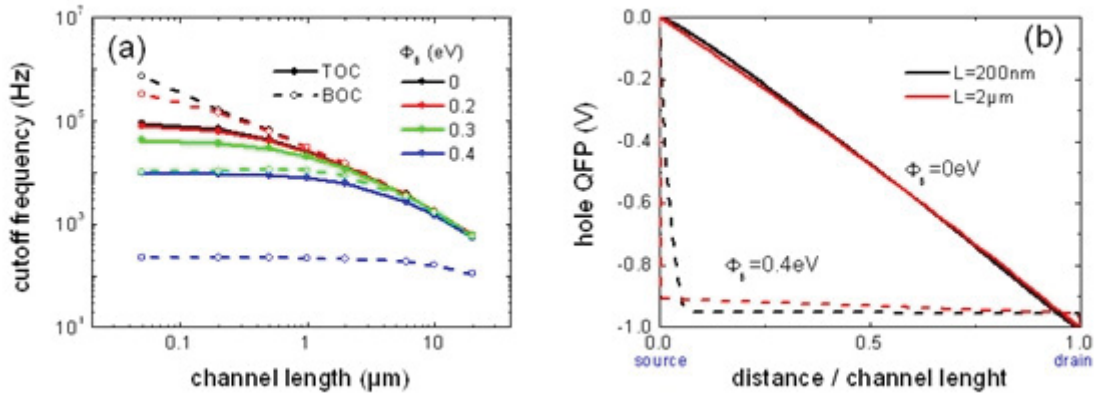 (a)
10^7
10^5
10^3
10^1
cutoff frequency (Hz)
0.1
1
10
channel length (µm)
TOC
BOC
Φ_B (eV)
0
0.2
0.3
0.4
(b)
-0.0
-0.2
-0.4
-0.6
-0.8
-1.0
hole QFP (V)
L=200nm
L=2µm
Φ_B=0eV
Φ_B=0.4eV
0.0
0.5
1.0
source
drain
distance / channel lenght